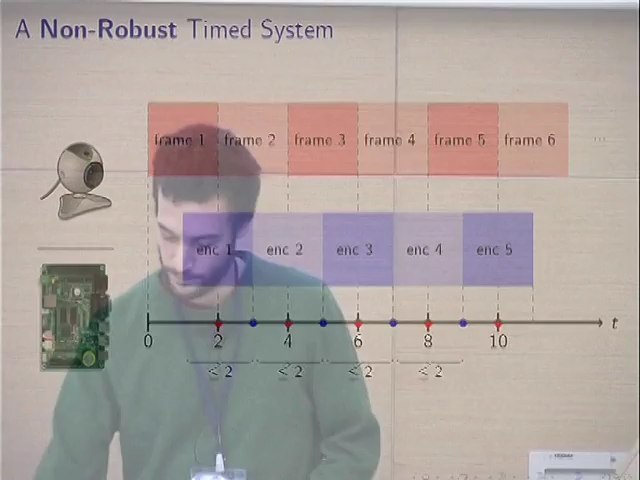 A Non-Robust Timed System
frame 1 frame 2 frame 3 frame 4 frame 5 frame 6 ...
enc 1 enc 2 enc 3 enc 4 enc 5
0 2 4 6 8 10 t
≤ 2 ≤ 2 ≤ 2 ≤ 2